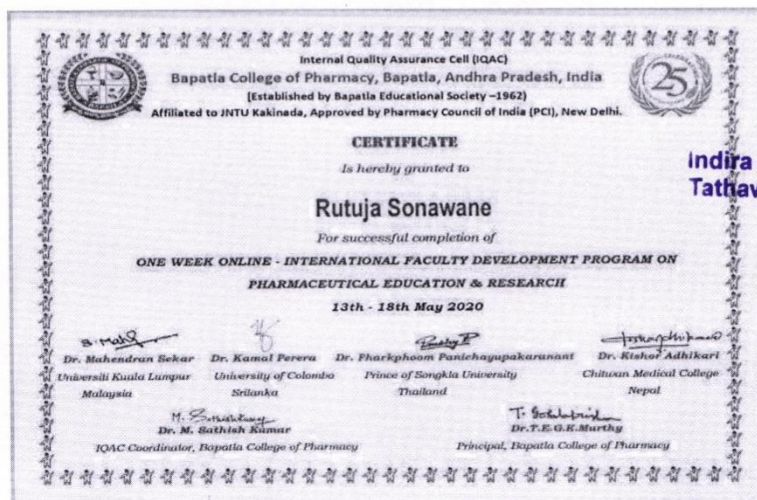 Internal Quality Assurance Cell (IQAC)
Bapatla College of Pharmacy, Bapatla, Andhra Pradesh, India
(Established by Bapatla Educational Society –1962)
Affiliated to JNTU Kakinada, Approved by Pharmacy Council of India (PCI), New Delhi.
25
CERTIFICATE
Is hereby granted to
Indira
Tathaw
Rutuja Sonawane
For successful completion of
ONE WEEK ONLINE - INTERNATIONAL FACULTY DEVELOPMENT PROGRAM ON
PHARMACEUTICAL EDUCATION & RESEARCH
13th - 18th May 2020
Dr. Mahendran Sekar Dr. Kamal Perera Dr. Pharkphoom Panichayupakaranant Dr. Kishor Adhikari
Universiti Kuala Lumpur University of Colombo Prince of Songkla University Chitwan Medical College
Malaysia Srilanka Thailand Nepal
Dr. M. Sathish Kumar Dr.T.E.G.K.Murthy
IQAC Coordinator, Bapatla College of Pharmacy Principal, Bapatla College of Pharmacy